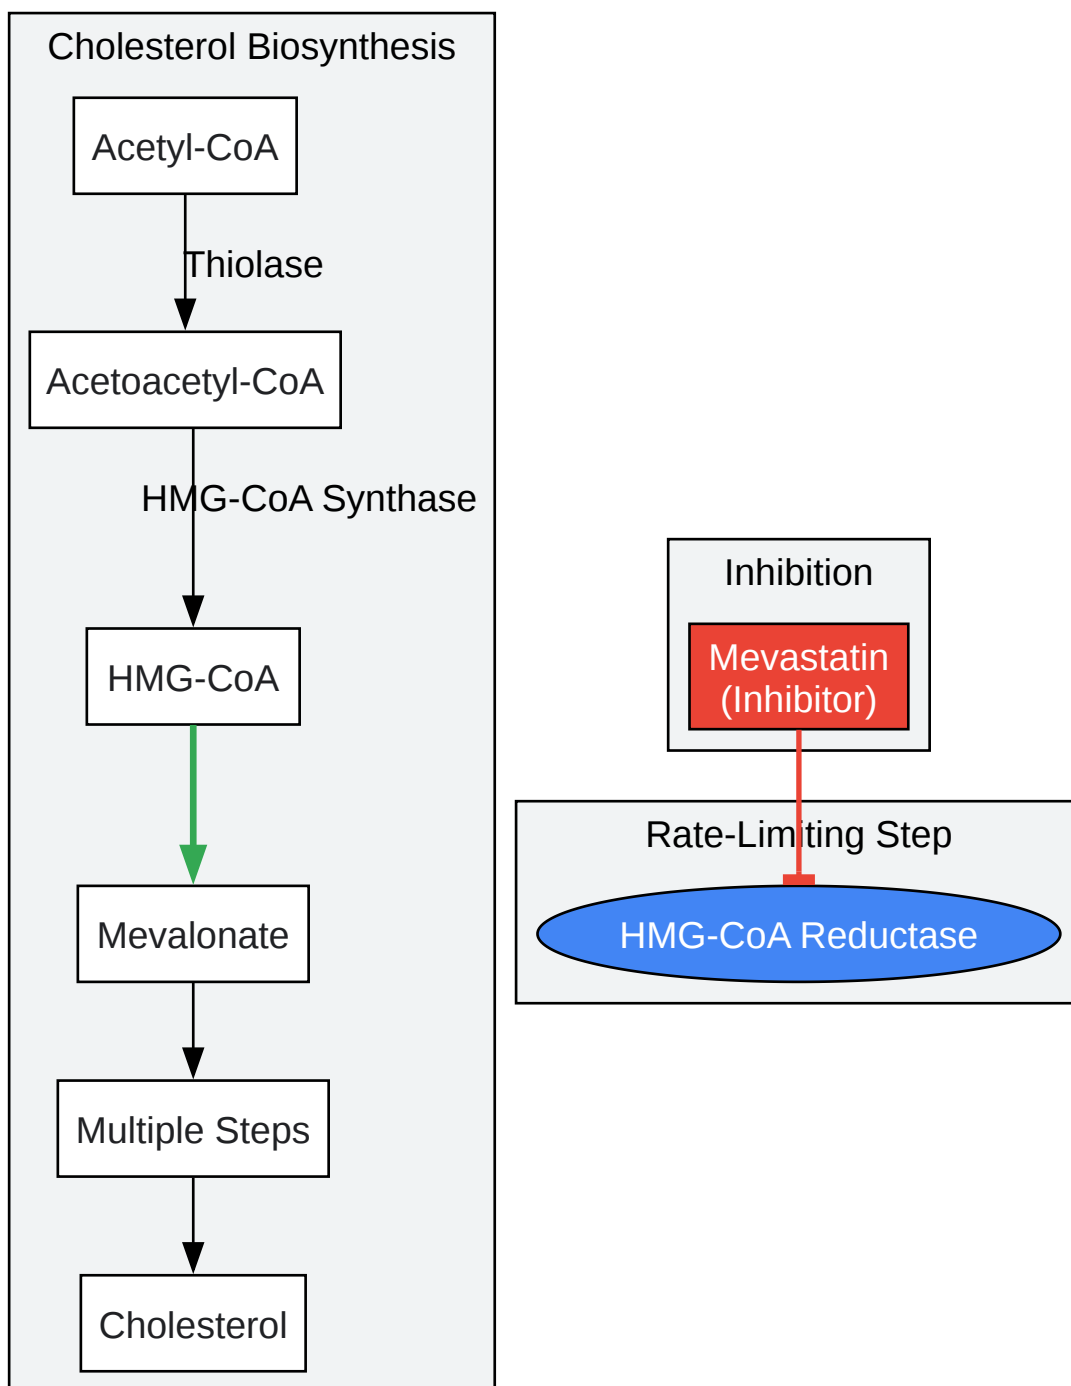 Cholesterol Biosynthesis
Acetyl-CoA
Thiolase
Acetoacetyl-CoA
HMG-CoA Synthase
HMG-CoA
Mevalonate
Multiple Steps
Cholesterol
Inhibition
Mevastatin
(Inhibitor)
Rate-Limiting Step
HMG-CoA Reductase